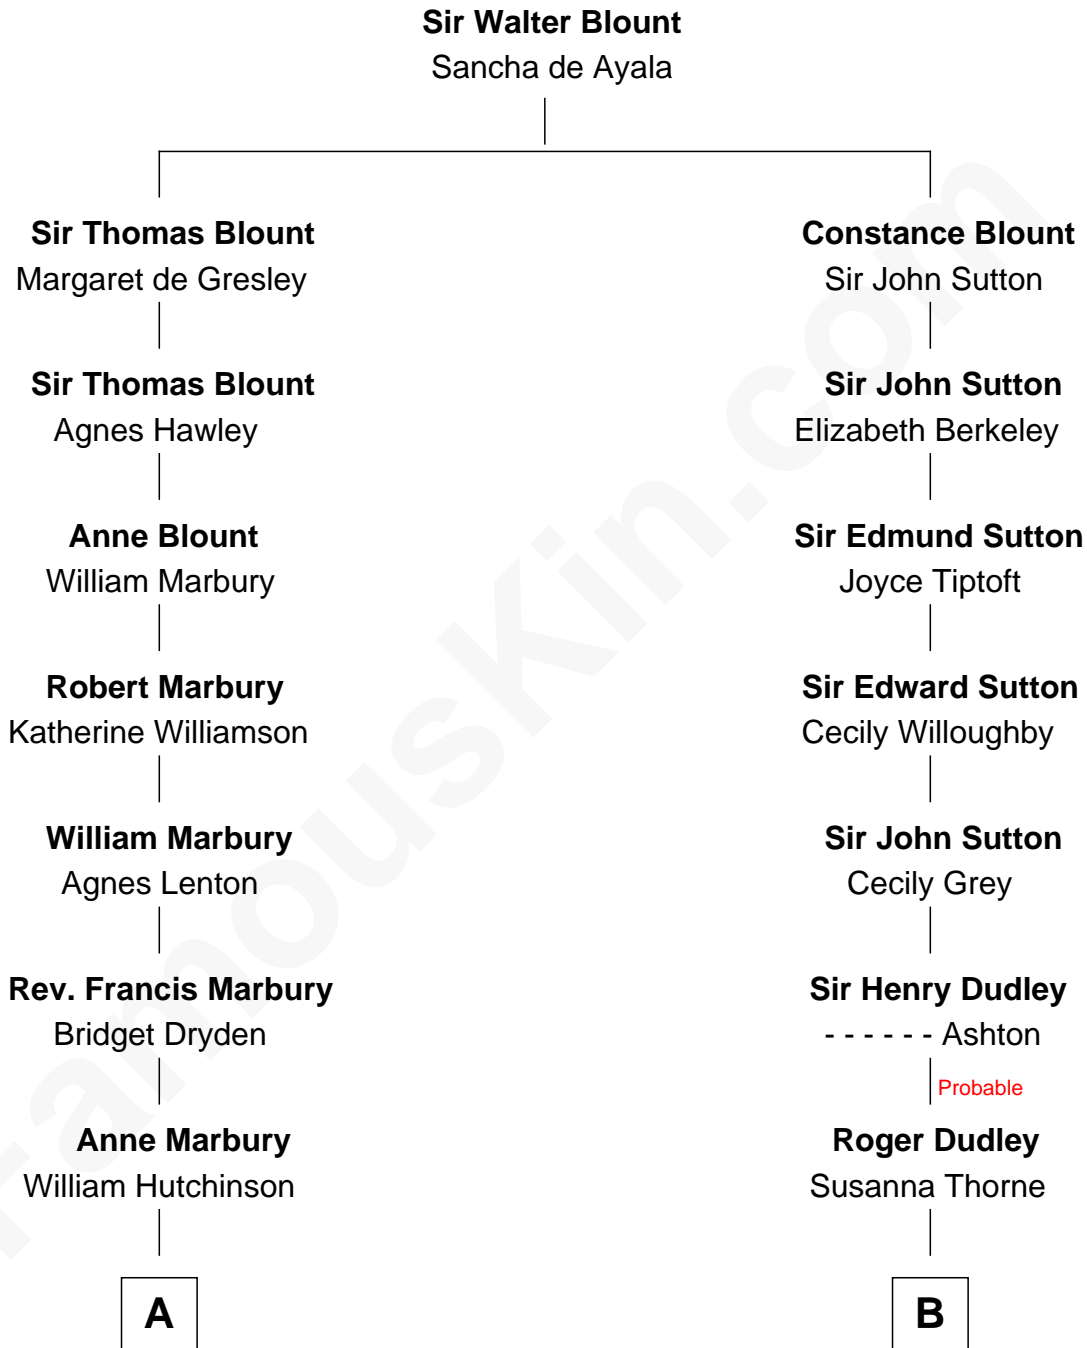 Sir Walter Blount
Sancha de Ayala
Sir Thomas Blount
Margaret de Gresley
Sir Thomas Blount
Agnes Hawley
Anne Blount
William Marbury
Robert Marbury
Katherine Williamson
William Marbury
Agnes Lenton
Rev. Francis Marbury
Bridget Dryden
Anne Marbury
William Hutchinson
A
Constance Blount
Sir John Sutton
Sir John Sutton
Elizabeth Berkeley
Sir Edmund Sutton
Joyce Tiptoft
Sir Edward Sutton
Cecily Willoughby
Sir John Sutton
Cecily Grey
Sir Henry Dudley
- - - - - - Ashton
Probable
Roger Dudley
Susanna Thorne
B
FamousKin.com